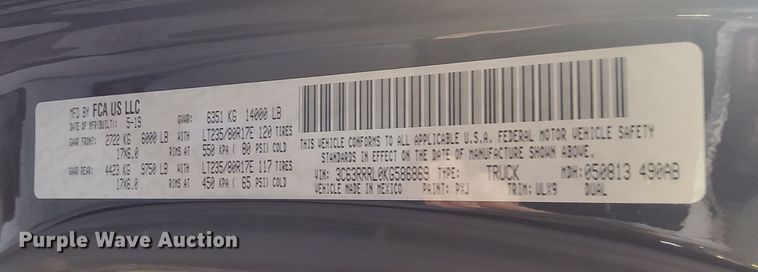 MFD BY FCA US LLC
DATE OF MFR(BUILT): 5-19 GVWR: 6351 KG 14000 LB
GAWR FRONT: 2722 KG 6000 LB WITH LT235/80R17E 120 TIRES
17X6.0 RIMS AT 550 KPA ( 80 PSI) COLD
GAWR REAR: 4423 KG 9750 LB WITH LT235/80R17E 117 TIRES
17X6.0 RIMS AT 450 KPA ( 65 PSI) COLD
THIS VEHICLE CONFORMS TO ALL APPLICABLE U.S.A. FEDERAL MOTOR VEHICLE SAFETY
STANDARDS IN EFFECT ON THE DATE OF MANUFACTURE SHOWN ABOVE.
VIN: 3C63RRRL0KG586869 TYPE: TRUCK MDH: 050813 490AB
VEHICLE MADE IN MEXICO PAINT: PXJ TRIM: ULX9 DUAL
Purple Wave Auction